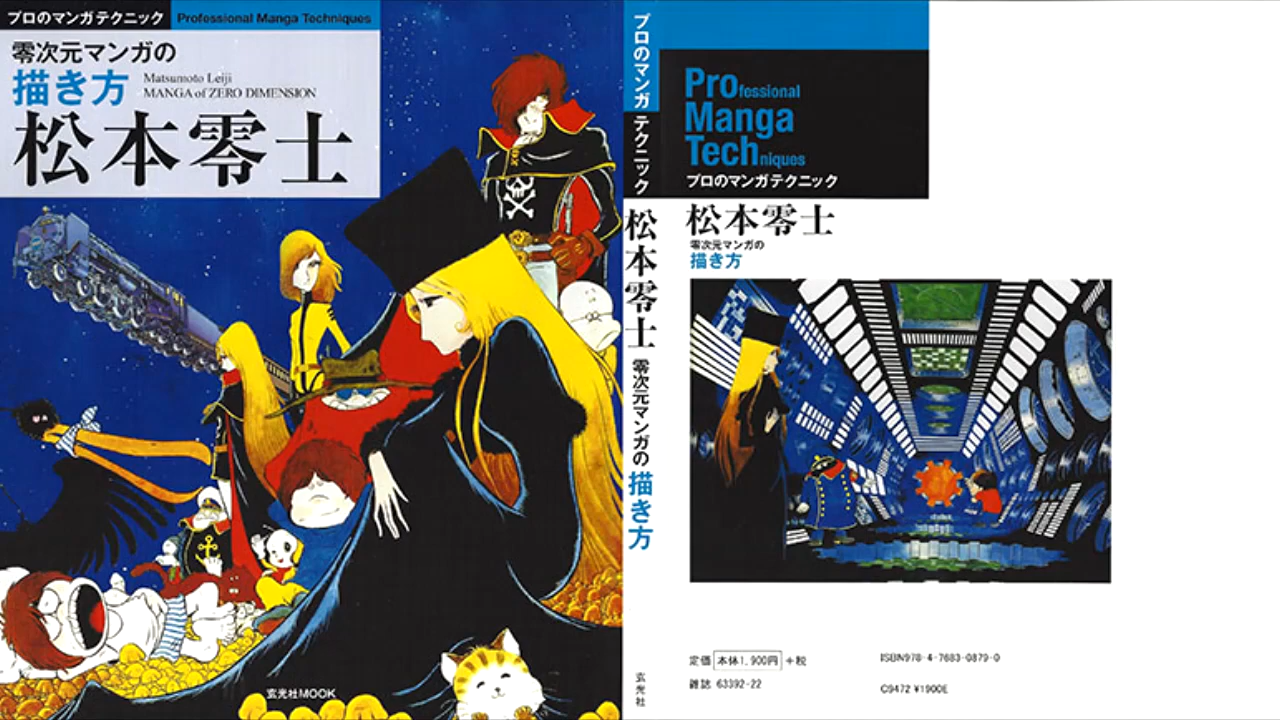 プロのマンガテクニック
Professional Manga Techniques
零次元マンガの
描き方
Matsumoto Leiji
MANGA of ZERO DIMENSION
松本零士
玄光社MOOK
プロのマンガテクニック
松本零士
零次元マンガの
描き方
玄光社
Professional
Manga
Techniques
プロのマンガテクニック
松本零士
零次元マンガの
描き方
定価 本体1,900円 +税
雑誌 63392-22
ISBN978-4-7683-0879-0
C9472 ¥1900E